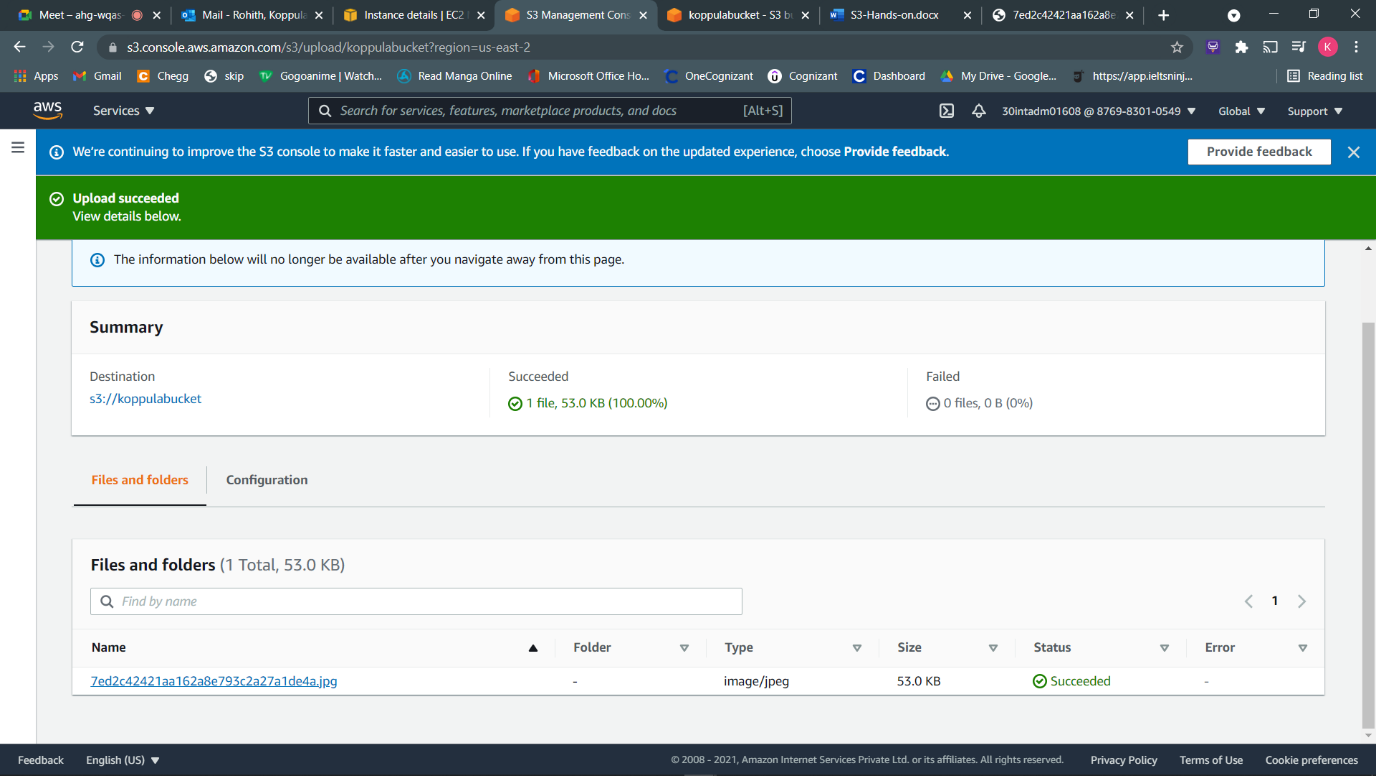 Meet – ahg-wqas-
Mail - Rohith, Koppula
Instance details | EC2
S3 Management Cons
koppulabucket - S3 bu
S3-Hands-on.docx
7ed2c42421aa162a8e
s3.console.aws.amazon.com/s3/upload/koppulabucket?region=us-east-2
K
Apps
Gmail
Chegg
skip
Gogoanime | Watch...
Read Manga Online
Microsoft Office Ho...
OneCognizant
Cognizant
Dashboard
My Drive - Google...
https://app.ieltsninj...
Reading list
aws
Services
Search for services, features, marketplace products, and docs
[Alt+S]
30intadm01608 @ 8769-8301-0549
Global
Support
We're continuing to improve the S3 console to make it faster and easier to use. If you have feedback on the updated experience, choose Provide feedback.
Provide feedback
Upload succeeded
View details below.
The information below will no longer be available after you navigate away from this page.
Summary
Destination
s3://koppulabucket
Succeeded
1 file, 53.0 KB (100.00%)
Failed
0 files, 0 B (0%)
Files and folders
Configuration
Files and folders (1 Total, 53.0 KB)
Find by name
1
Name Folder Type Size Status Error
7ed2c42421aa162a8e793c2a27a1de4a.jpg - image/jpeg 53.0 KB Succeeded -
Feedback
English (US)
© 2008 - 2021, Amazon Internet Services Private Ltd. or its affiliates. All rights reserved.
Privacy Policy
Terms of Use
Cookie preferences